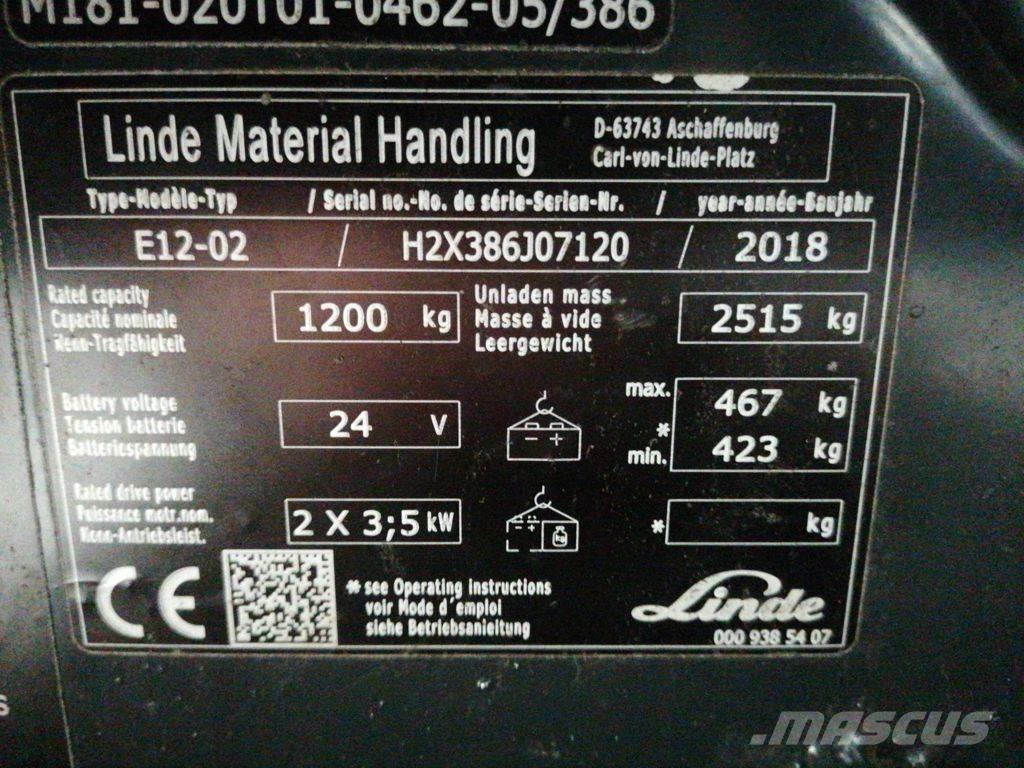 M181-020T01-0462-05/386
Linde Material Handling
D-63743 Aschaffenburg
Carl-von-Linde-Platz
Type-Modèle-Typ / Serial no.-No. de série-Serien-Nr. / year-année-Baujahr
E12-02 / H2X386J07120 / 2018
Rated capacity
Capacité nominale
Nenn-Tragfähigkeit
1200 kg
Unladen mass
Masse à vide
Leergewicht
2515 kg
Battery voltage
Tension batterie
Batteriespannung
24 V
- +
max. 467 kg
*
min. 423 kg
Rated drive power
Puissance motr.nom.
Nenn-Antriebsleist.
2 X 3;5 kW
- +
kg
* kg
CE
* see Operating instructions
voir Mode d´emploi
siehe Betriebsanleitung
Linde
000 938 54 07
S
.MASCUS